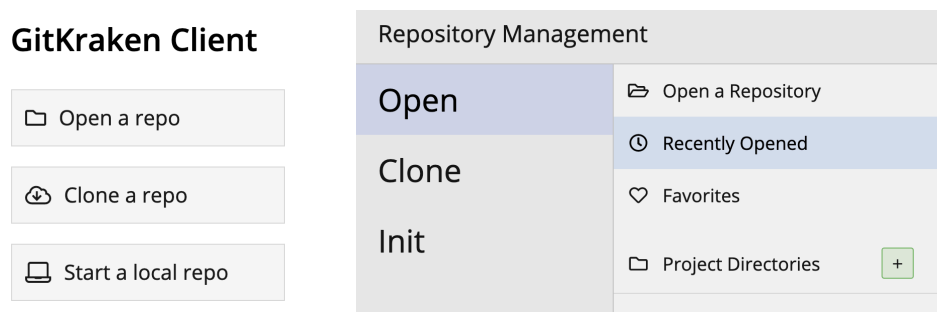 GitKraken Client
Open a repo
Clone a repo
Start a local repo
Repository Management
Open
Clone
Init
Open a Repository
Recently Opened
Favorites
Project Directories +